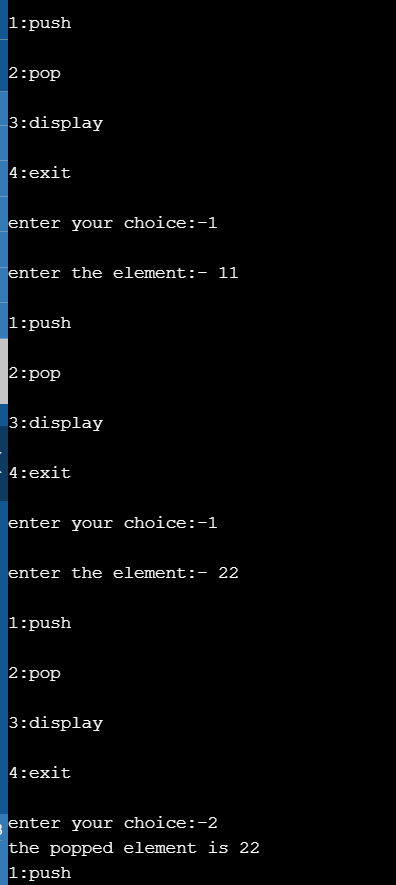 1:push
2:pop
3:display
4:exit
enter your choice:-1
enter the element:- 11
1:push
2:pop
3:display
4:exit
enter your choice:-1
enter the element:- 22
1:push
2:pop
3:display
4:exit
enter your choice:-2
the popped element is 22
1:push